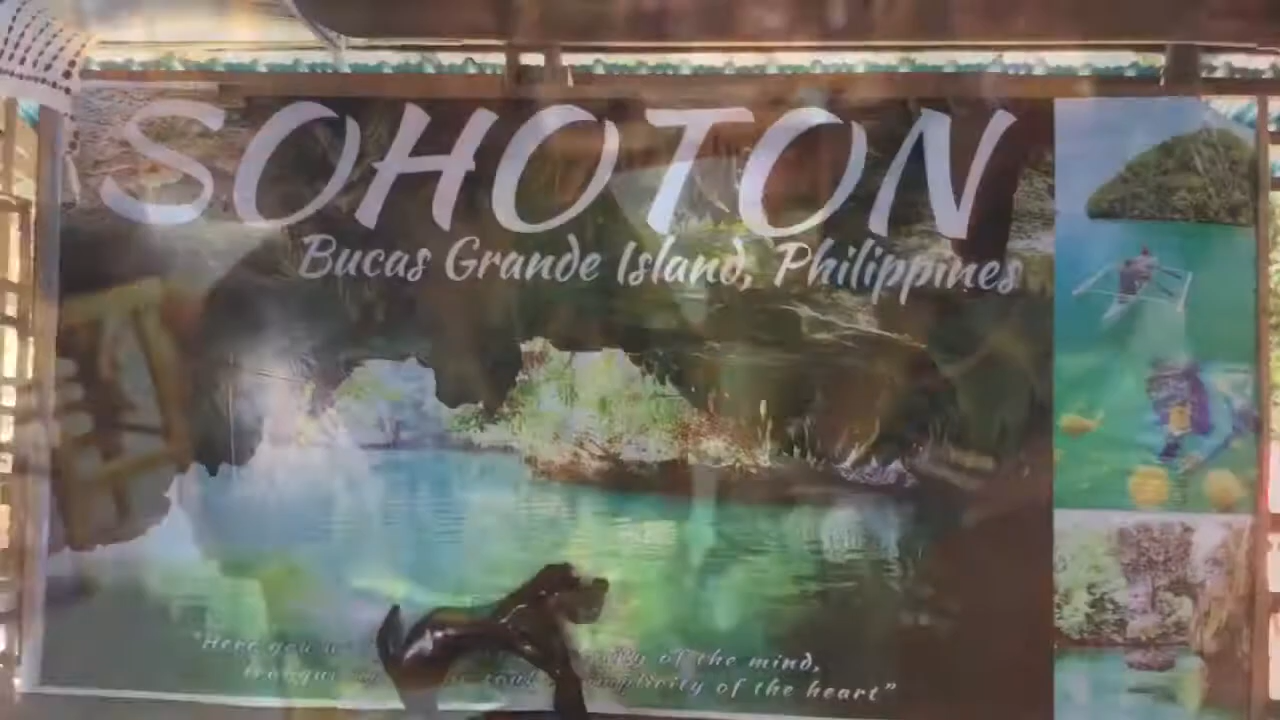 SOHOTON
Bucas Grande Island, Philippines
"Here you of the mind,
simplicity of the heart"